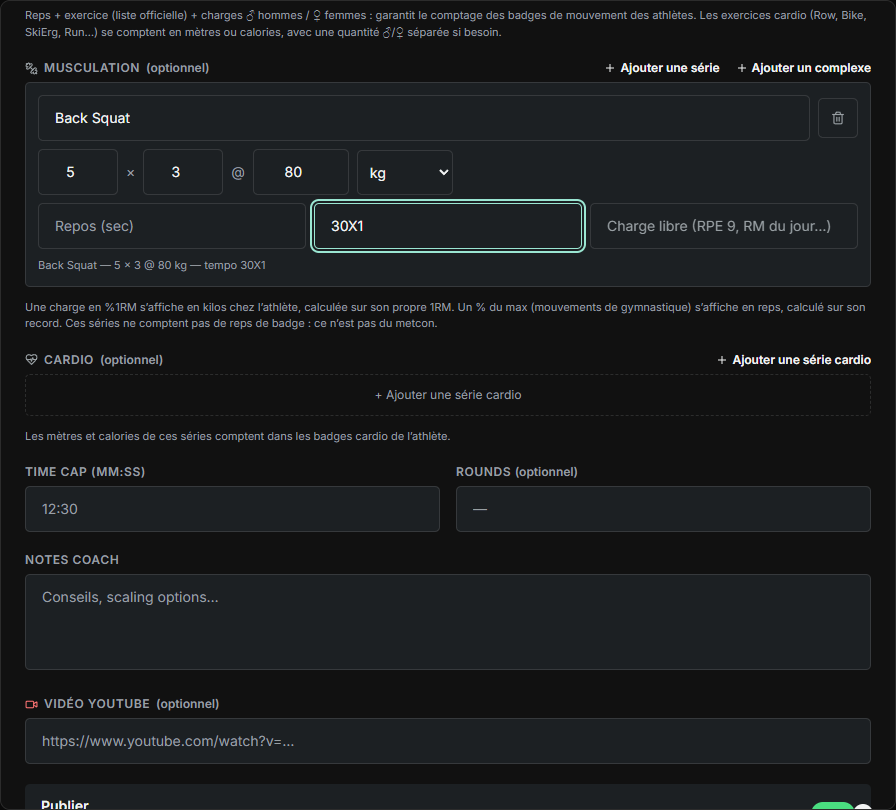 Reps + exercice (liste officielle) + charges ♂ hommes / ♀ femmes : garantit le comptage des badges de mouvement des athlètes. Les exercices cardio (Row, Bike,
SkiErg, Run...) se comptent en mètres ou calories, avec une quantité ♂/♀ séparée si besoin.
MUSCULATION (optionnel)
+ Ajouter une série + Ajouter un complexe
Back Squat
5 × 3 @ 80 kg
Repos (sec) 30X1 Charge libre (RPE 9, RM du jour...)
Back Squat — 5 × 3 @ 80 kg — tempo 30X1
Une charge en %1RM s’affiche en kilos chez l’athlète, calculée sur son propre 1RM. Un % du max (mouvements de gymnastique) s’affiche en reps, calculé sur son
record. Ces séries ne comptent pas de reps de badge : ce n’est pas du metcon.
CARDIO (optionnel)
+ Ajouter une série cardio
+ Ajouter une série cardio
Les mètres et calories de ces séries comptent dans les badges cardio de l’athlète.
TIME CAP (MM:SS) ROUNDS (optionnel)
12:30 —
NOTES COACH
Conseils, scaling options...
VIDÉO YOUTUBE (optionnel)
https://www.youtube.com/watch?v=...
Publier